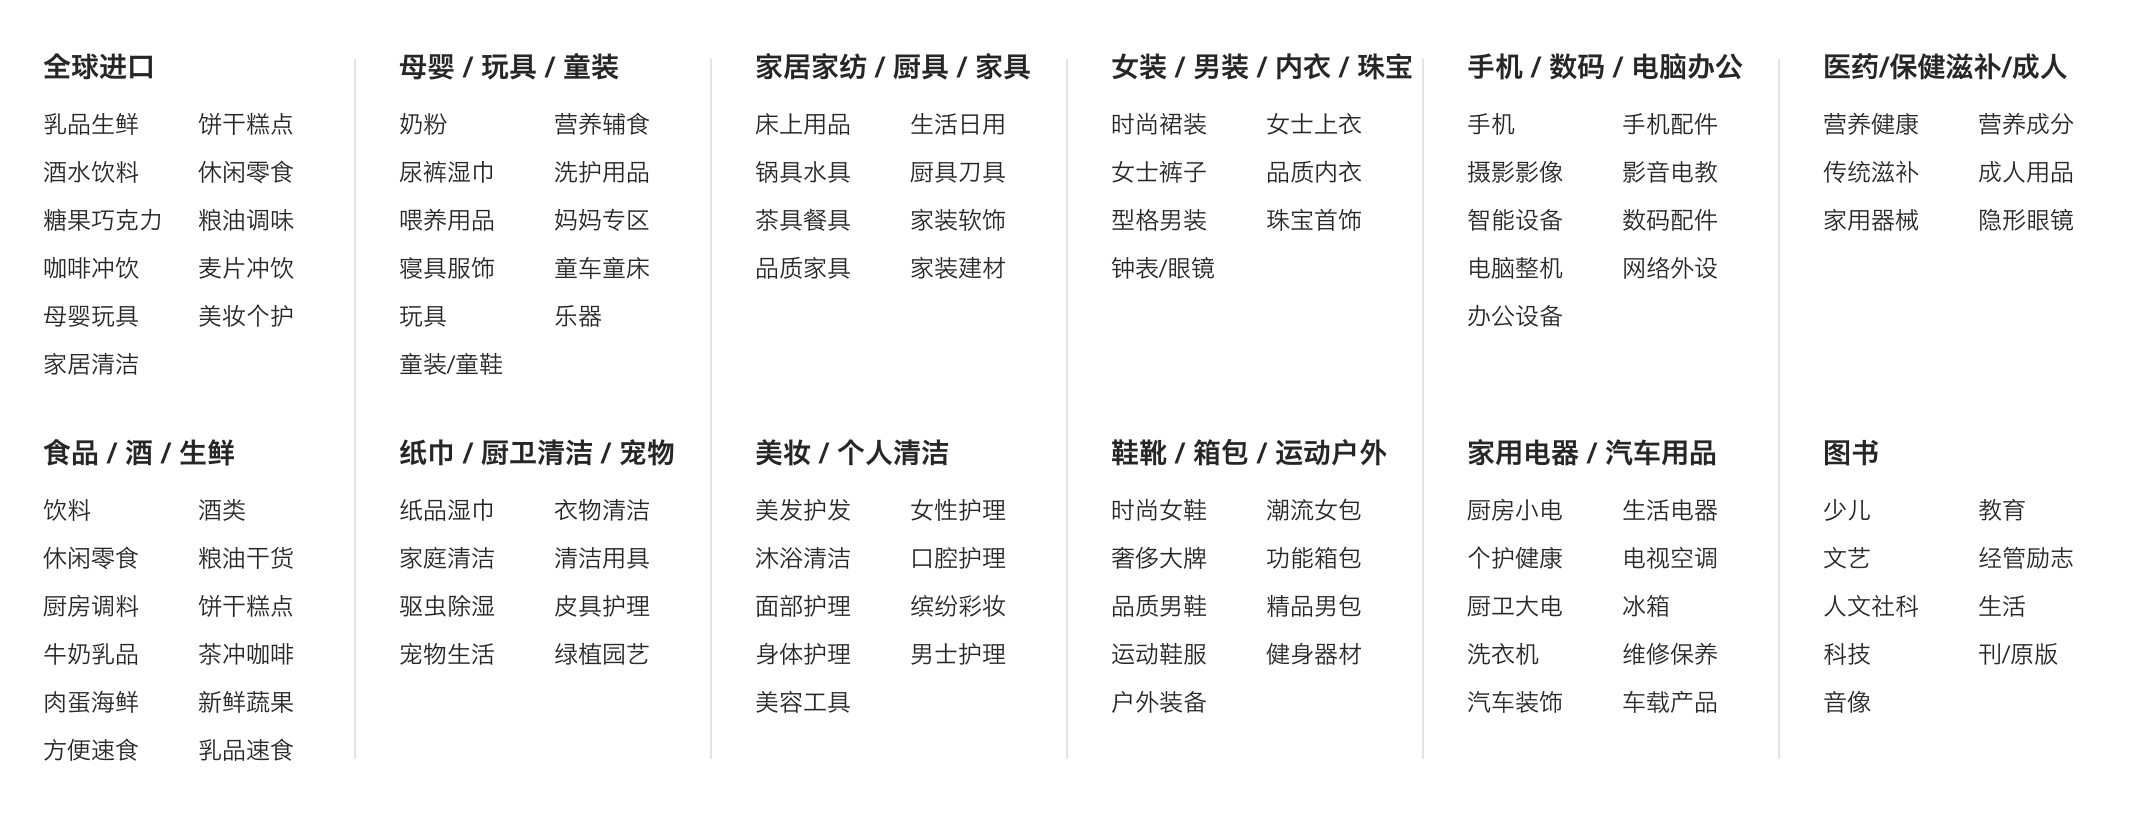 全球进口
乳品生鲜 饼干糕点
酒水饮料 休闲零食
糖果巧克力 粮油调味
咖啡冲饮 麦片冲饮
母婴玩具 美妆个护
家居清洁
母婴 / 玩具 / 童装
奶粉 营养辅食
尿裤湿巾 洗护用品
喂养用品 妈妈专区
寝具服饰 童车童床
玩具 乐器
童装/童鞋
家居家纺 / 厨具 / 家具
床上用品 生活日用
锅具水具 厨具刀具
茶具餐具 家装软饰
品质家具 家装建材
女装 / 男装 / 内衣 / 珠宝
时尚裙装 女士上衣
女士裤子 品质内衣
型格男装 珠宝首饰
钟表/眼镜
手机 / 数码 / 电脑办公
手机 手机配件
摄影影像 影音电教
智能设备 数码配件
电脑整机 网络外设
办公设备
医药/保健滋补/成人
营养健康 营养成分
传统滋补 成人用品
家用器械 隐形眼镜
食品 / 酒 / 生鲜
饮料 酒类
休闲零食 粮油干货
厨房调料 饼干糕点
牛奶乳品 茶冲咖啡
肉蛋海鲜 新鲜蔬果
方便速食 乳品速食
纸巾 / 厨卫清洁 / 宠物
纸品湿巾 衣物清洁
家庭清洁 清洁用具
驱虫除湿 皮具护理
宠物生活 绿植园艺
美妆 / 个人清洁
美发护发 女性护理
沐浴清洁 口腔护理
面部护理 缤纷彩妆
身体护理 男士护理
美容工具
鞋靴 / 箱包 / 运动户外
时尚女鞋 潮流女包
奢侈大牌 功能箱包
品质男鞋 精品男包
运动鞋服 健身器材
户外装备
家用电器 / 汽车用品
厨房小电 生活电器
个护健康 电视空调
厨卫大电 冰箱
洗衣机 维修保养
汽车装饰 车载产品
图书
少儿 教育
文艺 经管励志
人文社科 生活
科技 刊/原版
音像